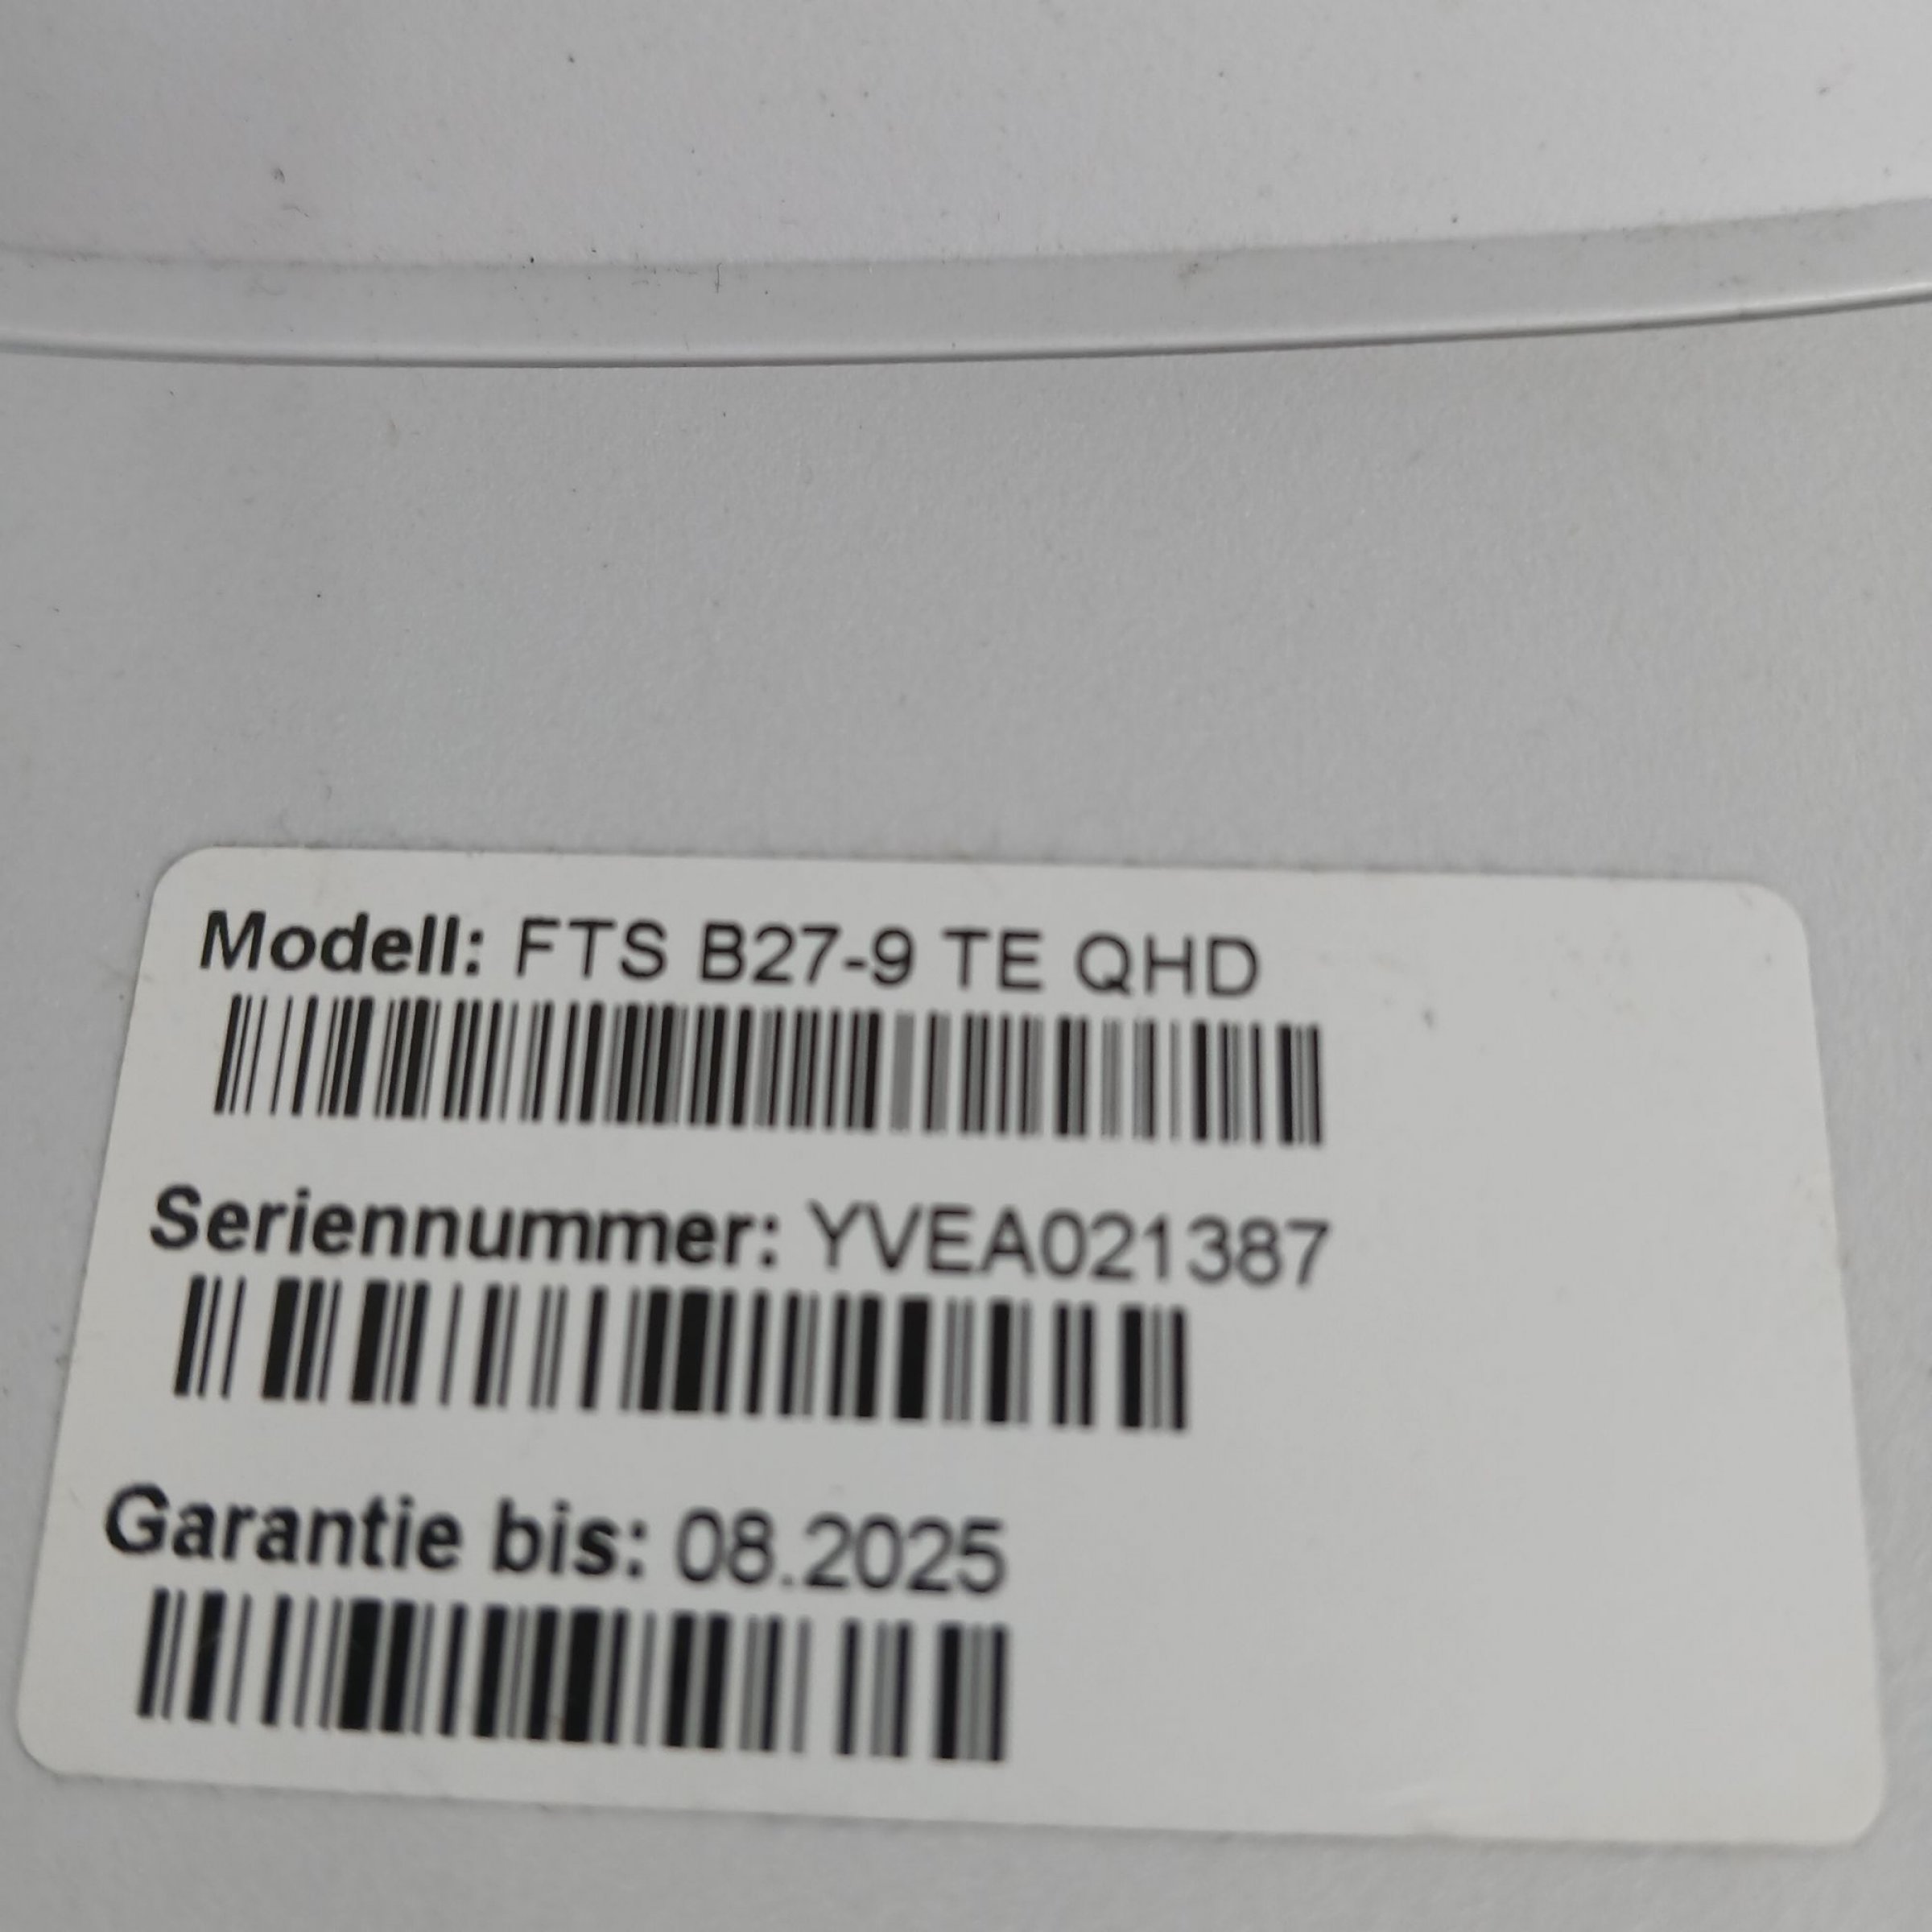 Modell: FTS B27-9 TE QHD
Seriennummer: YVEA021387
Garantie bis: 08.2025